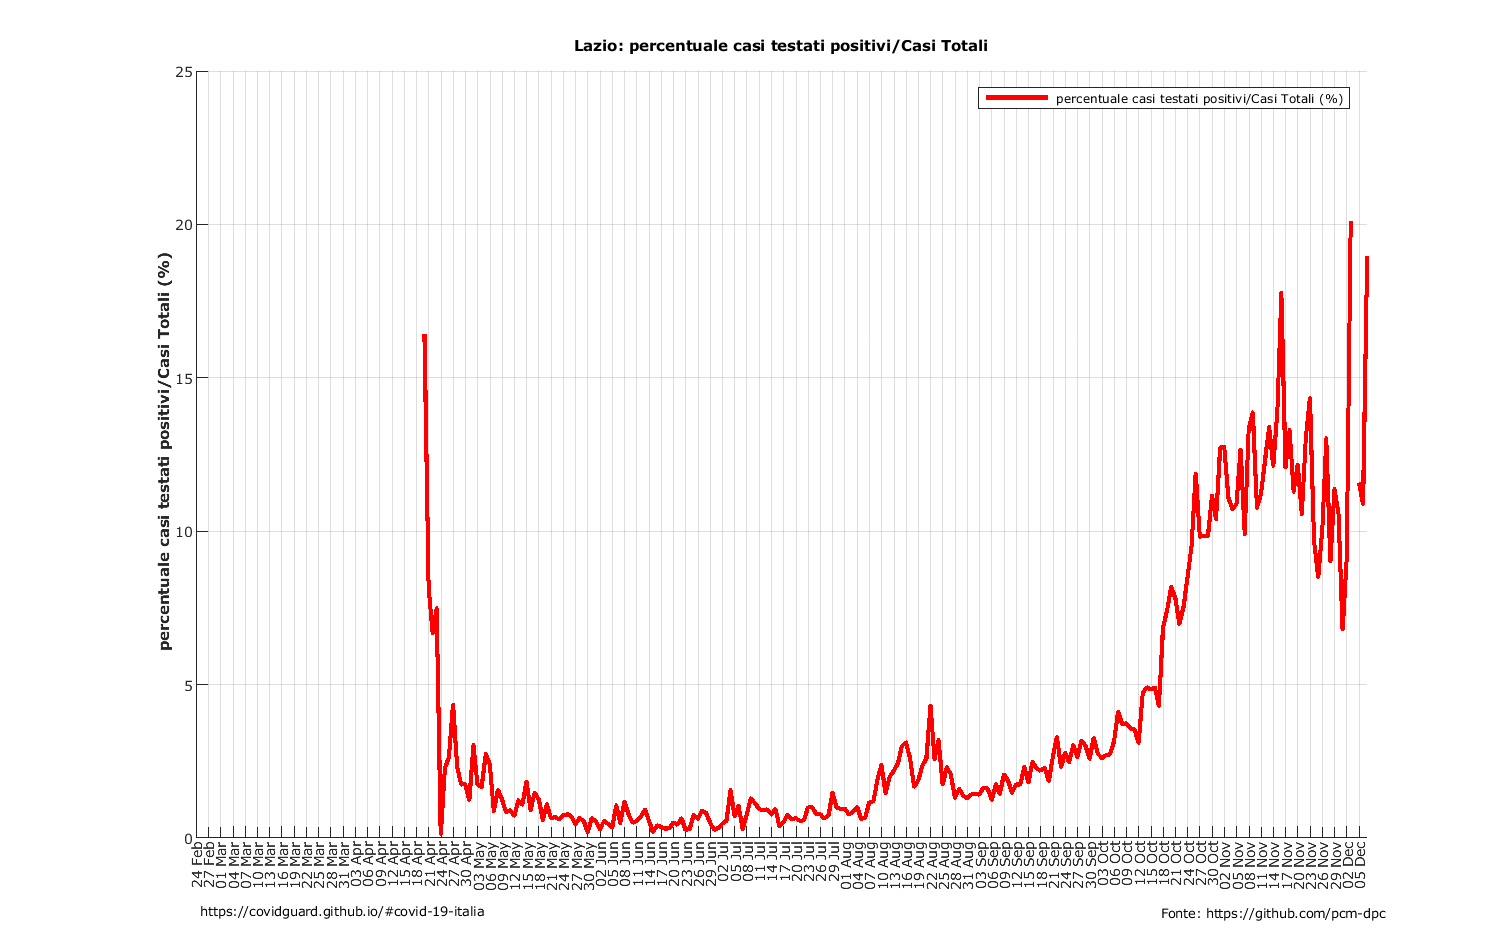 Lazio: percentuale casi testati positivi/Casi Totali
percentuale casi testati positivi/Casi Totali (%)
percentuale casi testati positivi/Casi Totali (%)
25
20
15
10
5
0
24 Feb
27 Feb
01 Mar
04 Mar
07 Mar
10 Mar
13 Mar
16 Mar
19 Mar
22 Mar
25 Mar
28 Mar
31 Mar
03 Apr
06 Apr
09 Apr
12 Apr
15 Apr
18 Apr
21 Apr
24 Apr
27 Apr
30 Apr
03 May
06 May
09 May
12 May
15 May
18 May
21 May
24 May
27 May
30 May
02 Jun
05 Jun
08 Jun
11 Jun
14 Jun
17 Jun
20 Jun
23 Jun
26 Jun
29 Jun
02 Jul
05 Jul
08 Jul
11 Jul
14 Jul
17 Jul
20 Jul
23 Jul
26 Jul
29 Jul
01 Aug
04 Aug
07 Aug
10 Aug
13 Aug
16 Aug
19 Aug
22 Aug
25 Aug
28 Aug
31 Aug
03 Sep
06 Sep
09 Sep
12 Sep
15 Sep
18 Sep
21 Sep
24 Sep
27 Sep
30 Sep
03 Oct
06 Oct
09 Oct
12 Oct
15 Oct
18 Oct
21 Oct
24 Oct
27 Oct
30 Oct
02 Nov
05 Nov
08 Nov
11 Nov
14 Nov
17 Nov
20 Nov
23 Nov
26 Nov
29 Nov
02 Dec
05 Dec
https://covidguard.github.io/#covid-19-italia
Fonte: https://github.com/pcm-dpc